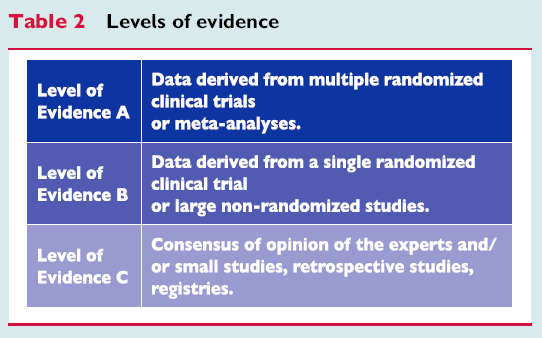 Table 2 Levels of evidence
Level of
Evidence A
Data derived from multiple randomized
clinical trials
or meta-analyses.
Level of
Evidence B
Data derived from a single randomized
clinical trial
or large non-randomized studies.
Level of
Evidence C
Consensus of opinion of the experts and/
or small studies, retrospective studies,
registries.